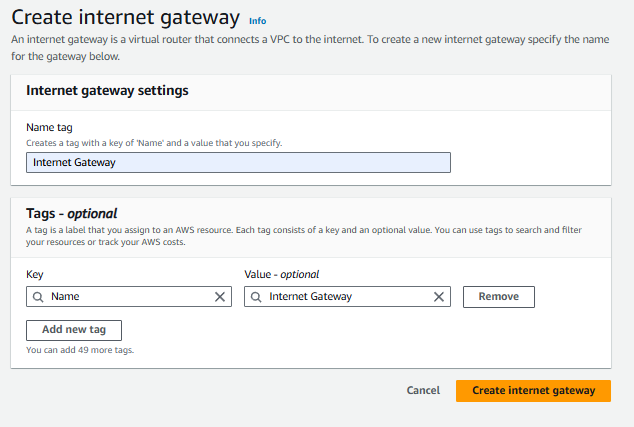 Create internet gateway Info
An internet gateway is a virtual router that connects a VPC to the internet. To create a new internet gateway specify the name
for the gateway below.
Internet gateway settings
Name tag
Creates a tag with a key of 'Name' and a value that you specify.
Internet Gateway
Tags - optional
A tag is a label that you assign to an AWS resource. Each tag consists of a key and an optional value. You can use tags to search and filter
your resources or track your AWS costs.
Key Value - optional
Name Internet Gateway Remove
Add new tag
You can add 49 more tags.
Cancel Create internet gateway